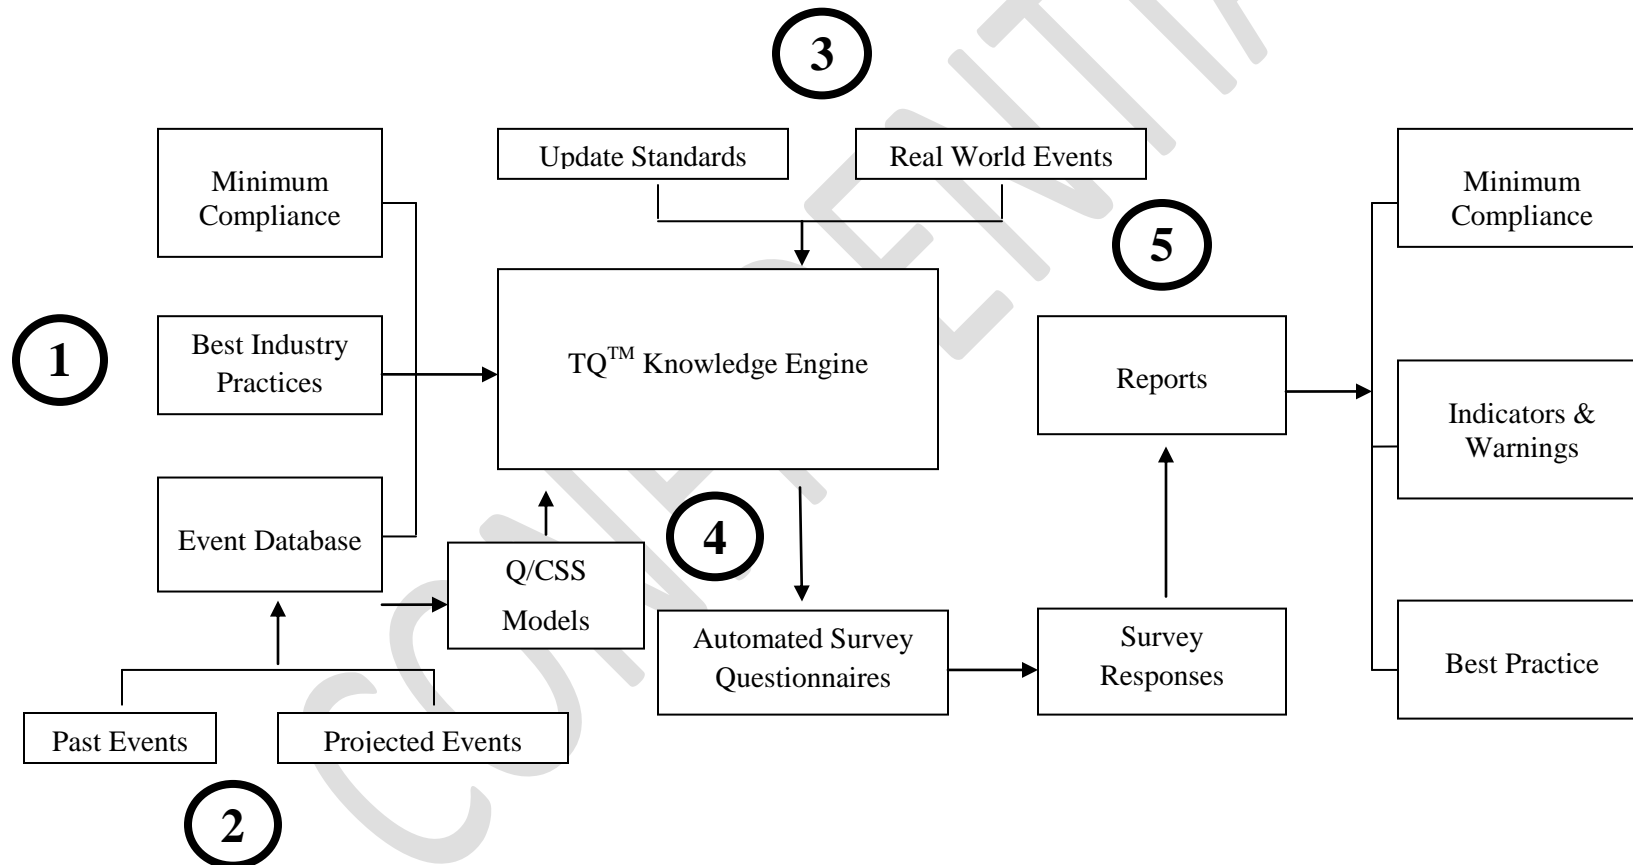 3
Update Standards
Real World Events
Minimum
Compliance
Minimum
Compliance
5
1
Best Industry
Practices
TQTM Knowledge Engine
Reports
Indicators &
Warnings
Event Database
4
Q/CSS
Models
Automated Survey
Questionnaires
Survey
Responses
Best Practice
Past Events
Projected Events
2
CONFIDENTIA